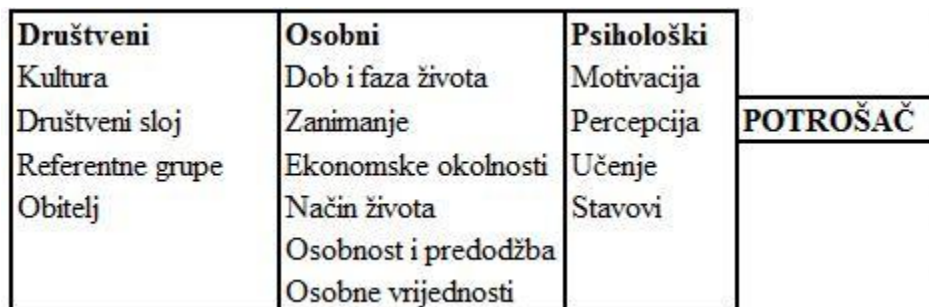 Društveni
Kultura
Društveni sloj
Referentne grupe
Obitelj
Osobni
Dob i faza života
Zanimanje
Ekonomske okolnosti
Način života
Osobnost i predodžba
Osobne vrijednosti
Psihološki
Motivacija
Percepcija
Učenje
Stavovi
POTROŠAČ